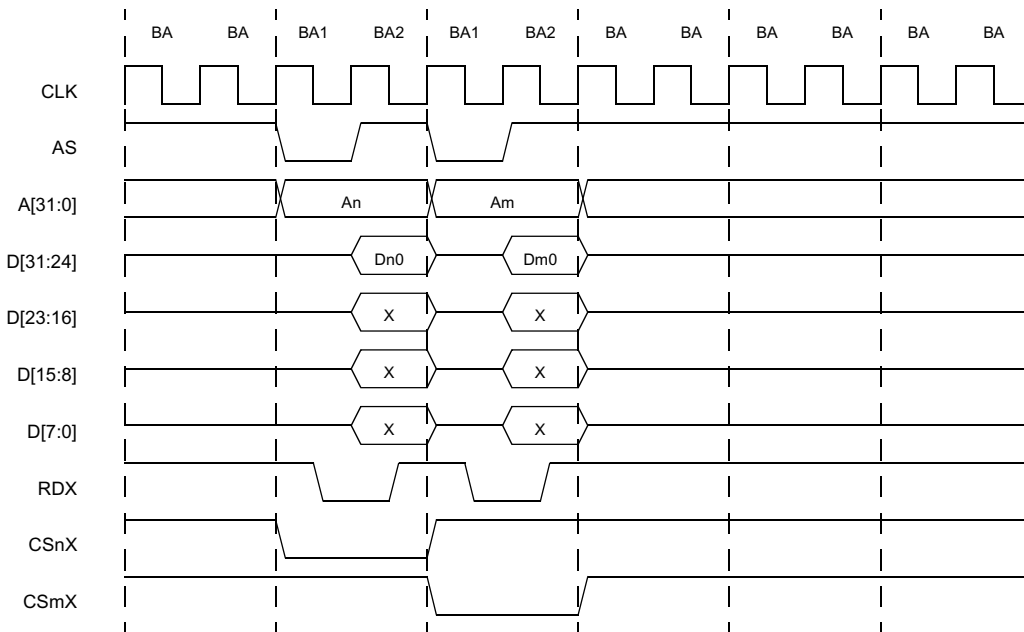 BA BA BA1 BA2 BA1 BA2 BA BA BA BA BA BA
CLK
AS
A[31:0] An Am
D[31:24] Dn0 Dm0
D[23:16] X X
D[15:8] X X
D[7:0] X X
RDX
CSnX
CSmX